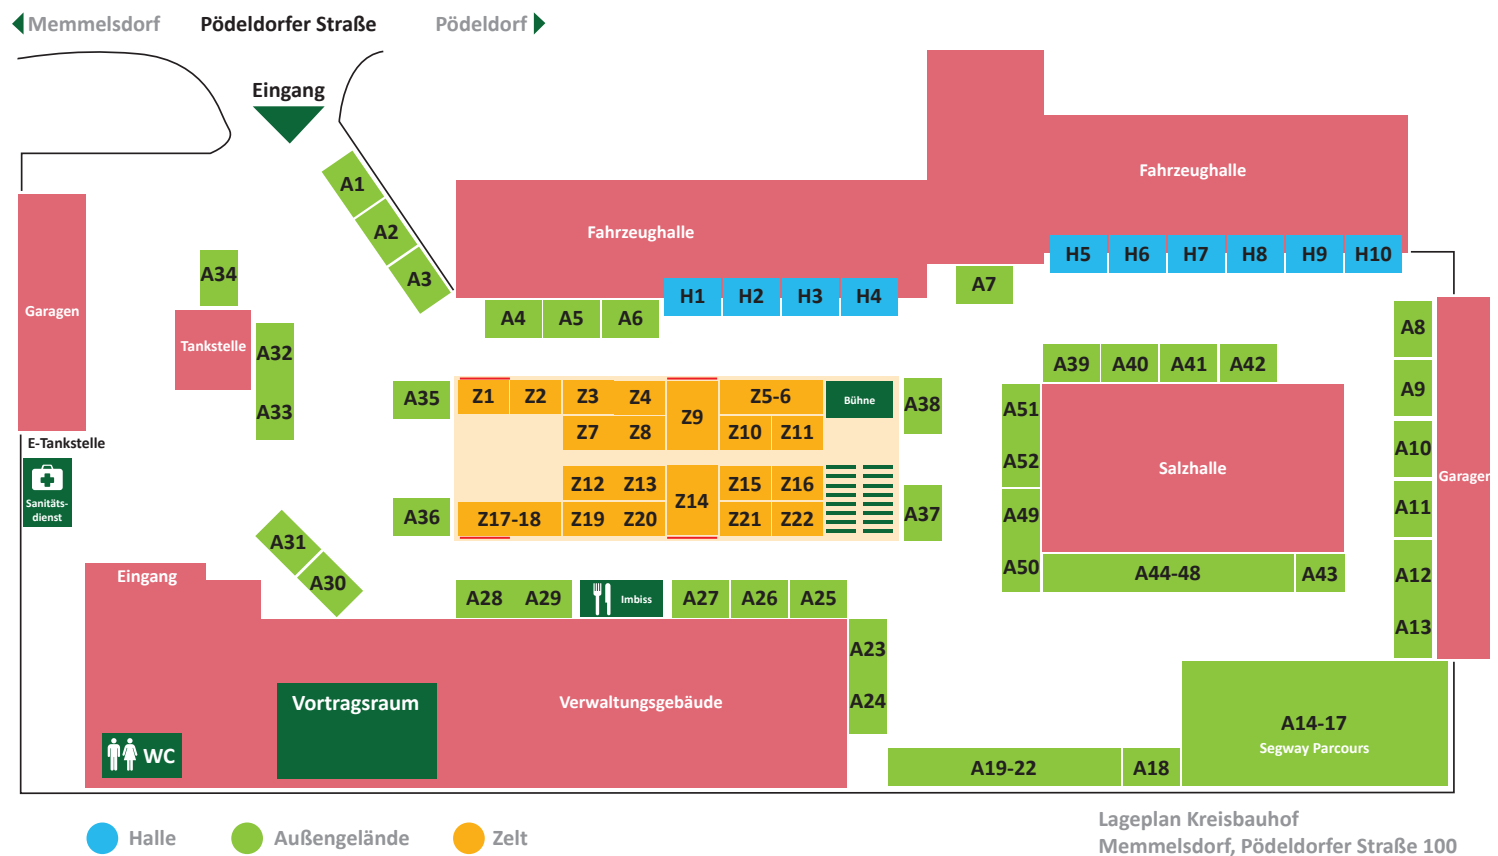 Memmelsdorf Pödeldorfer Straße Pödeldorf
Eingang
Fahrzeughalle
Fahrzeughalle
A1
A2
A3
A34
Garagen
Tankstelle
A32
A33
E-Tankstelle
Sanitäts-
dienst
H1 H2 H3 H4
H5 H6 H7 H8 H9 H10
A4 A5 A6
A7
A8
A9
A10
A11
A12
A13
Garagen
A39 A40 A41 A42
A51
A52
A49
A50
Salzhalle
A44-48 A43
A35
A36
Z1 Z2 Z3 Z4 Z9 Z5-6 Bühne
Z7 Z8 Z10 Z11
Z12 Z13 Z14 Z15 Z16
Z17-18 Z19 Z20 Z21 Z22
A38
A37
A31
A30
Eingang
A28 A29 Imbiss A27 A26 A25
A23
A24
Vortragsraum
Verwaltungsgebäude
WC
A14-17
Segway Parcours
A19-22 A18
Halle Außengelände Zelt
Lageplan Kreisbauhof
Memmelsdorf, Pödeldorfer Straße 100